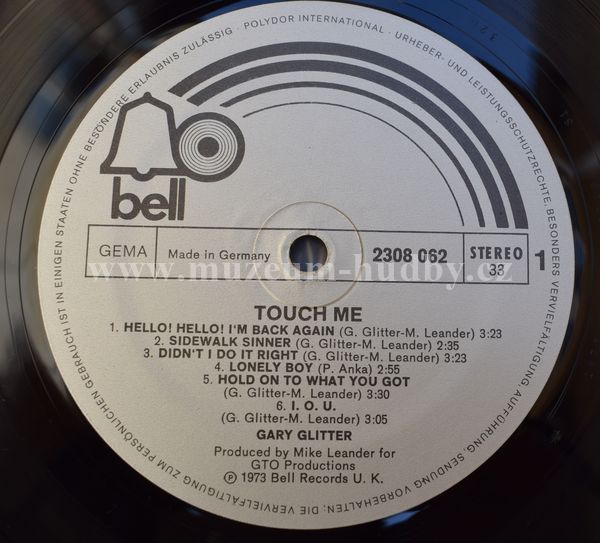 DIE VERVIELFÄLTIGUNG ZUM PERSÖNLICHEN GEBRAUCH IST IN EINIGEN STAATEN OHNE BESONDERE ERLAUBNIS ZULÄSSIG · POLYDOR INTERNATIONAL · URHEBER- UND LEISTUNGSSCHUTZRECHTE, BESONDERS VERVIELFÄLTIGUNG, AUFFÜHRUNG, SENDUNG VORBEHALTEN:
bell
GEMA Made in Germany 2308 062 STEREO 33 1
www.muzeum-hudby.cz
TOUCH ME
1. HELLO! HELLO! I'M BACK AGAIN (G. Glitter-M. Leander) 3:23
2. SIDEWALK SINNER (G. Glitter-M. Leander) 2:35
3. DIDN'T I DO IT RIGHT (G. Glitter-M. Leander) 3:23
4. LONELY BOY (P. Anka) 2:55
5. HOLD ON TO WHAT YOU GOT
(G. Glitter-M. Leander) 3:30
6. I. O. U.
(G. Glitter-M. Leander) 3:05
GARY GLITTER
Produced by Mike Leander for
GTO Productions
Ⓟ 1973 Bell Records U. K.